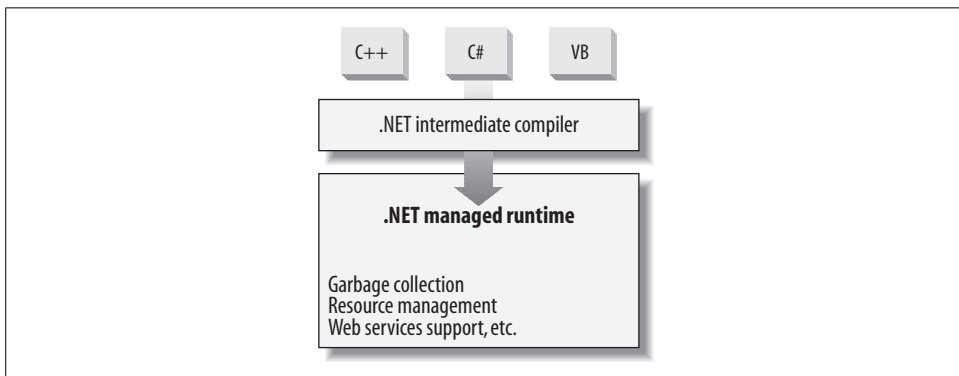 C++
C#
VB
.NET intermediate compiler
.NET managed runtime
Garbage collection
Resource management
Web services support, etc.